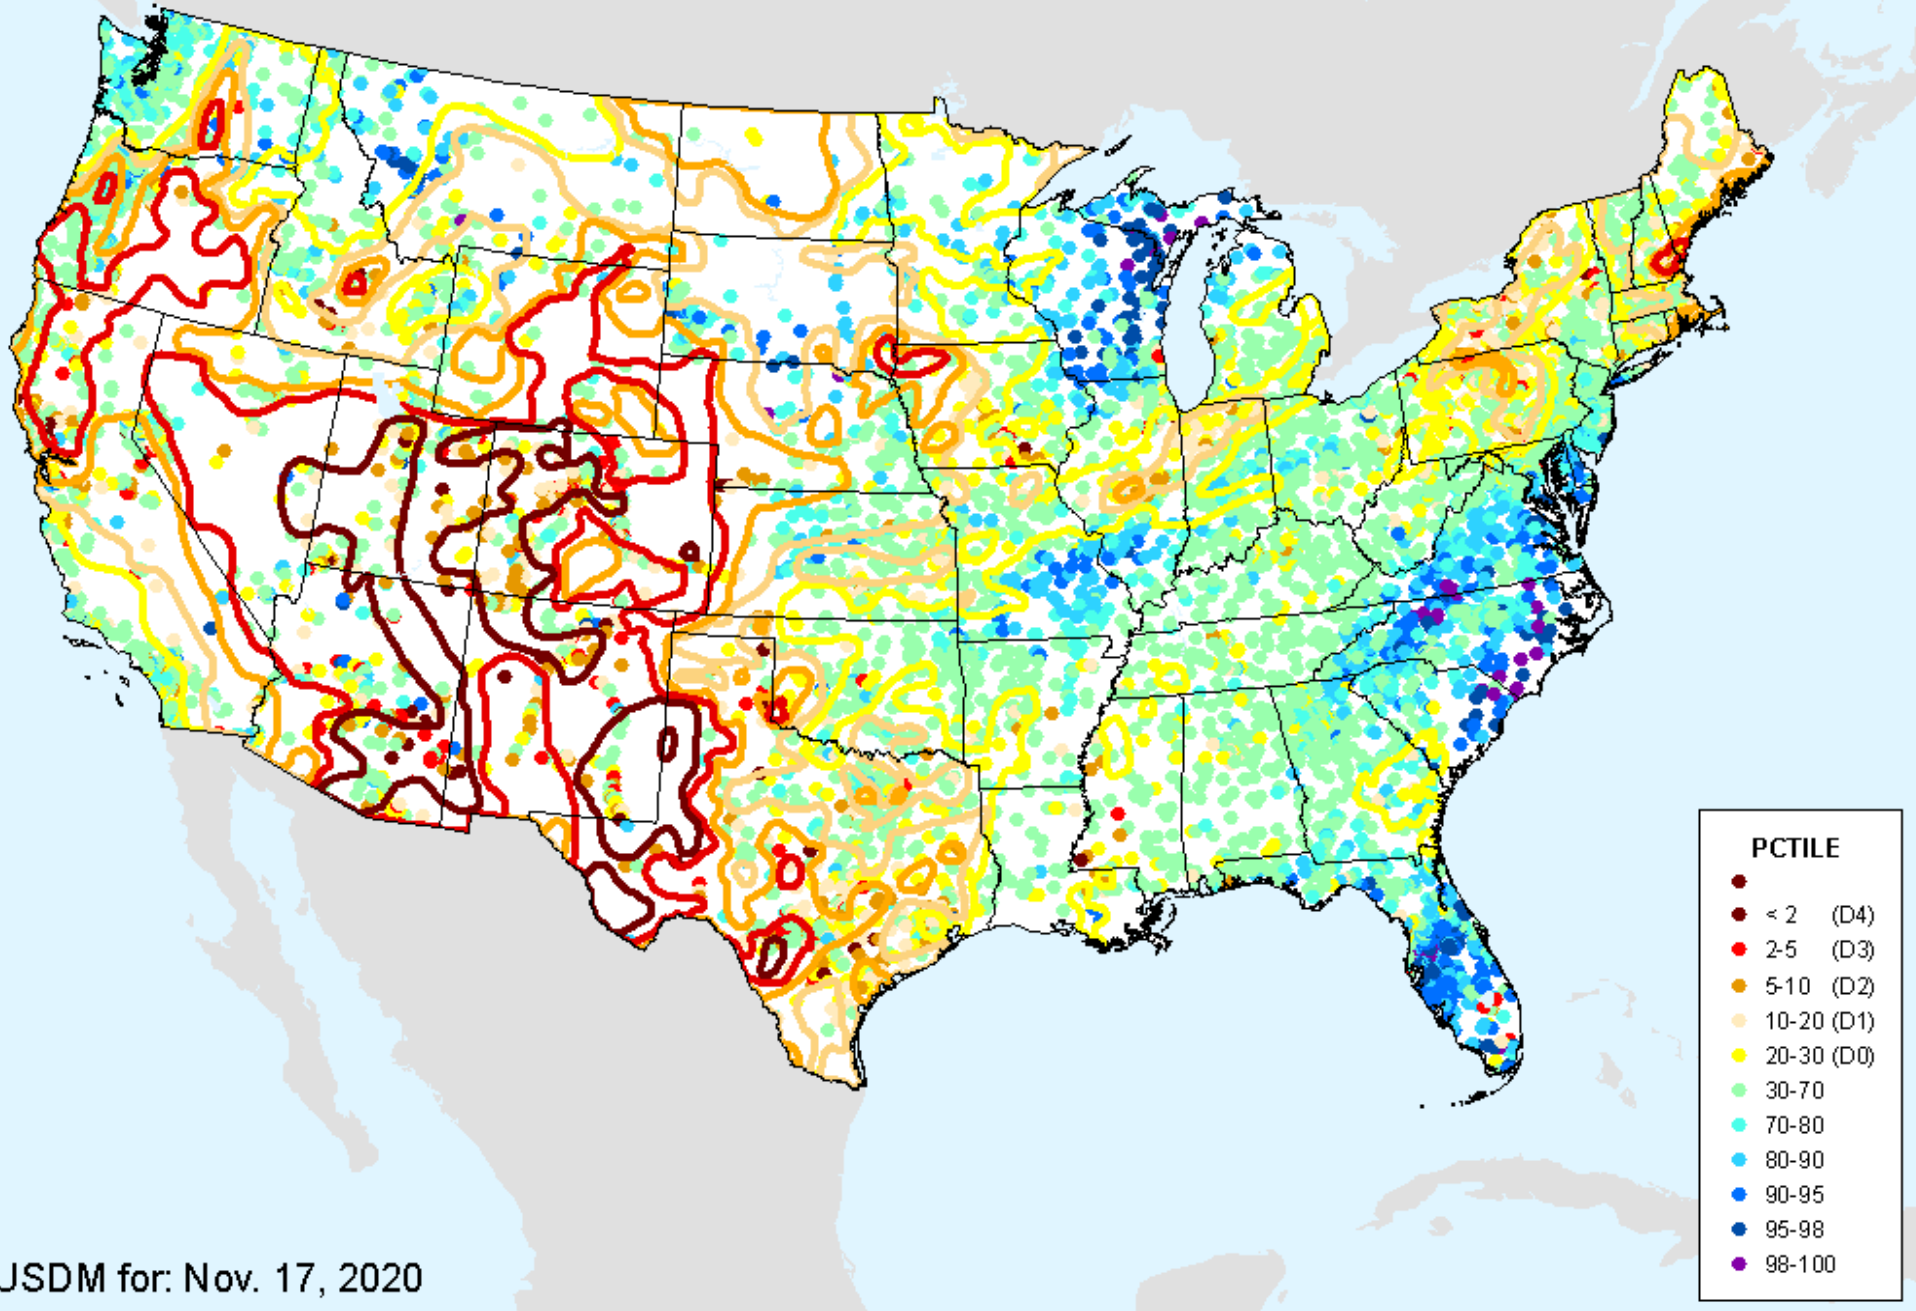 PCTILE
< 2 (D4)
2-5 (D3)
5-10 (D2)
10-20 (D1)
20-30 (D0)
30-70
70-80
80-90
90-95
95-98
98-100
USDM for: Nov. 17, 2020